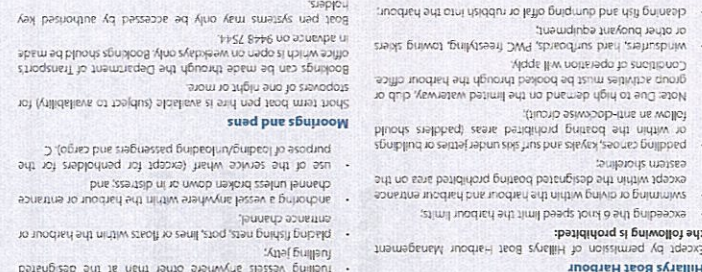 Hillarys Boat Harbour
Except by permission of Hillarys Boat Harbour Management
the following is prohibited:
• exceeding the 6 knot speed limit the harbour limits;
• swimming or diving within the harbour and harbour entrance
except within the designated boating prohibited area on the
eastern shoreline;
• paddling canoes, kayaks and surf skis under jetties or buildings
or within the boating prohibited areas (paddlers should
follow an anti-clockwise circuit);
Note: Due to high demand on the limited waterway, club or
group activities must be booked through the harbour office.
Conditions of operation will apply.
• windsurfers, hard surfboards, PWC freestyling, towing skiers
or other buoyant equipment;
• cleaning fish and dumping offal or rubbish into the harbour;
• fuelling vessels anywhere other than at the designated
fuelling jetty;
• placing fishing nets, pots, lines or floats within the harbour or
entrance channel;
• anchoring a vessel anywhere within the harbour or entrance
channel unless broken down or in distress; and
• use of the service wharf (except for penholders for the
purpose of loading/unloading passengers and cargo). C
Moorings and pens
Short term boat pen hire is available (subject to availability) for
stopovers of one night or more.
Bookings can be made through the Department of Transport's
office which is open on weekdays only. Bookings should be made
in advance on 9448 7544.
Boat pen systems may only be accessed by authorised key
holders.